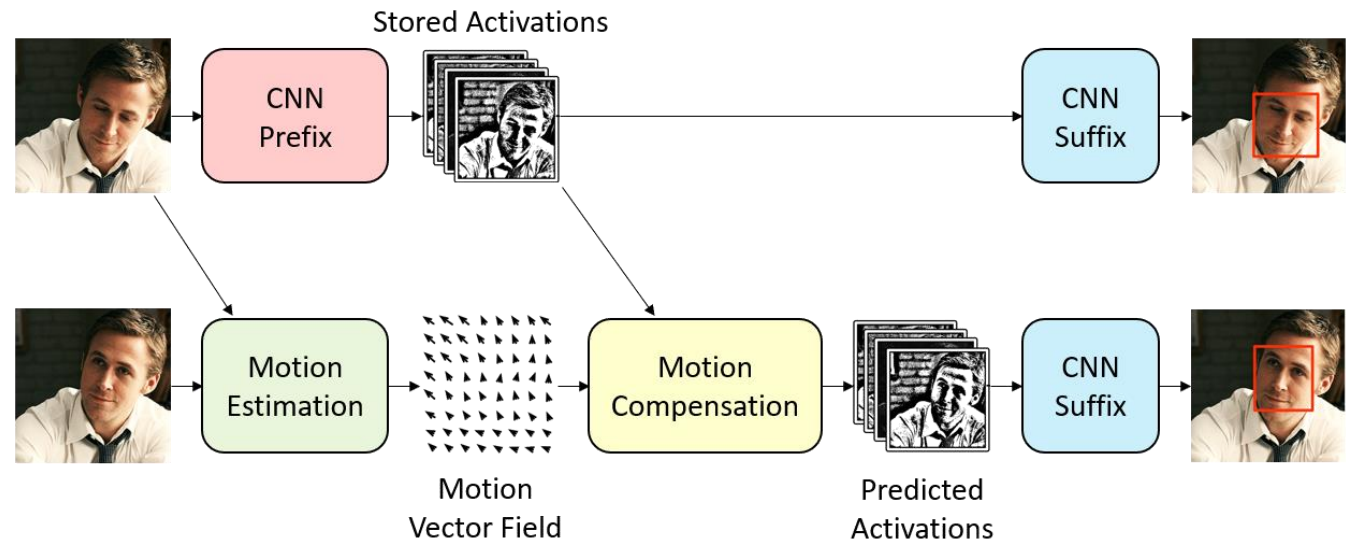 Stored Activations
CNN
Prefix
CNN
Suffix
Motion
Estimation
Motion
Compensation
CNN
Suffix
Motion
Vector Field
Predicted
Activations